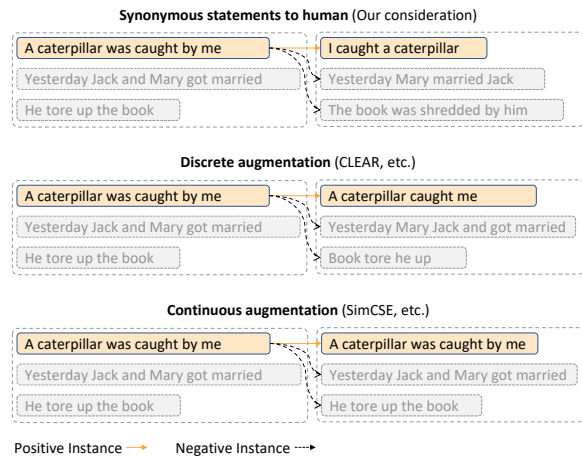 Synonymous statements to human (Our consideration)
A caterpillar was caught by me I caught a caterpillar
Yesterday Jack and Mary got married Yesterday Mary married Jack
He tore up the book The book was shredded by him
Discrete augmentation (CLEAR, etc.)
A caterpillar was caught by me A caterpillar caught me
Yesterday Jack and Mary got married Yesterday Mary Jack and got married
He tore up the book Book tore he up
Continuous augmentation (SimCSE, etc.)
A caterpillar was caught by me A caterpillar was caught by me
Yesterday Jack and Mary got married Yesterday Jack and Mary got married
He tore up the book He tore up the book
Positive Instance Negative Instance